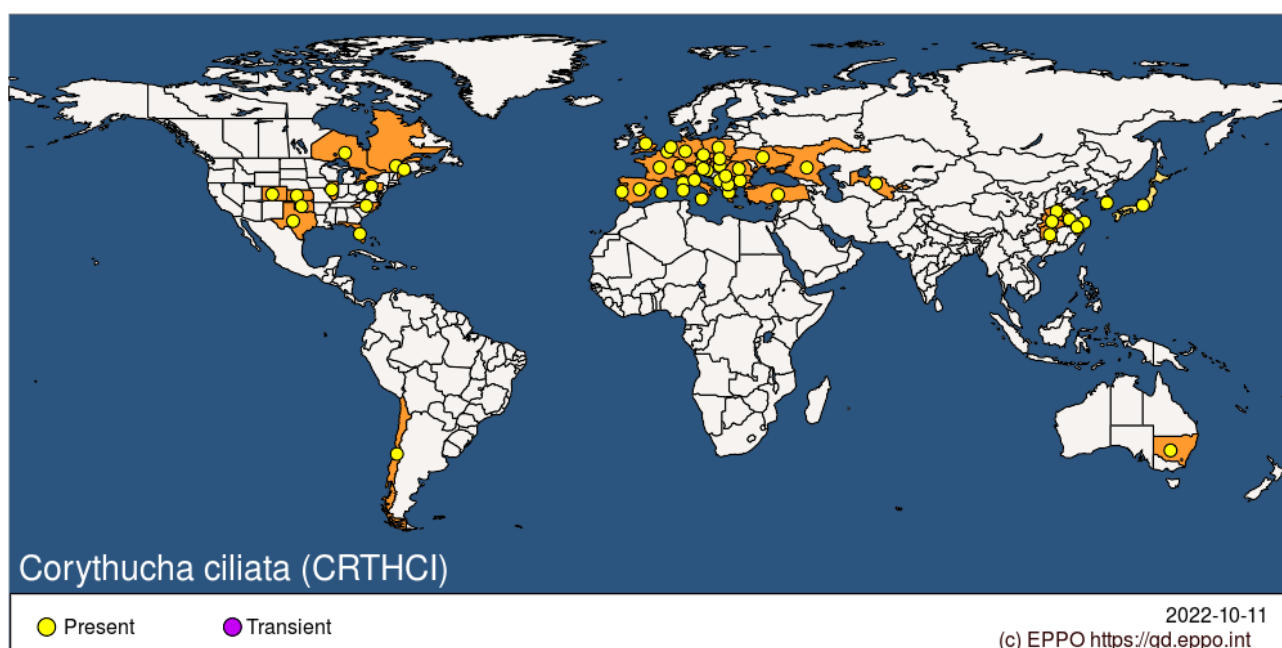 Corythucha ciliata (CRTHCI)
Present
Transient
2022-10-11
(c) EPPO https://gd.eppo.int